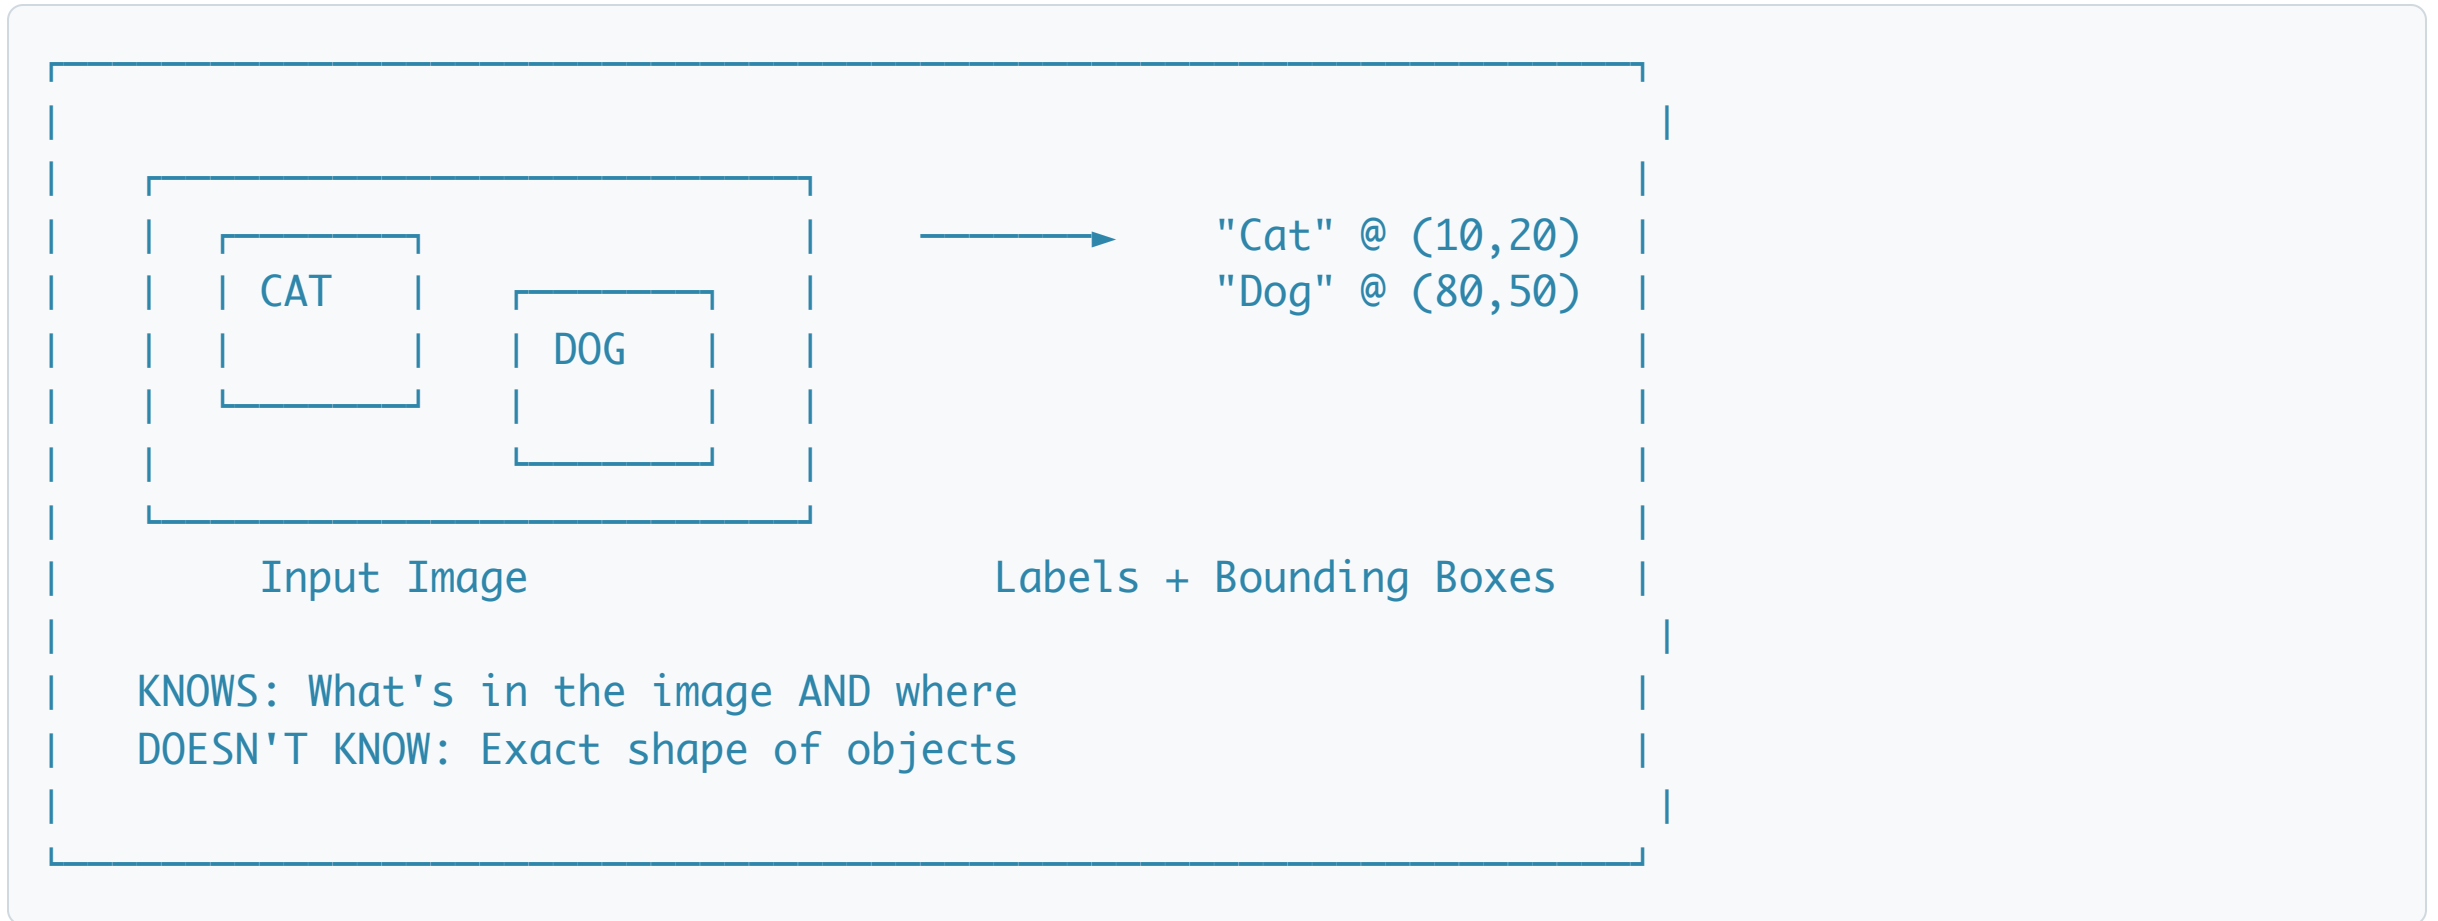 "Cat" @ (10,20)
CAT "Dog" @ (80,50)
DOG
Input Image Labels + Bounding Boxes
KNOWS: What's in the image AND where
DOESN'T KNOW: Exact shape of objects